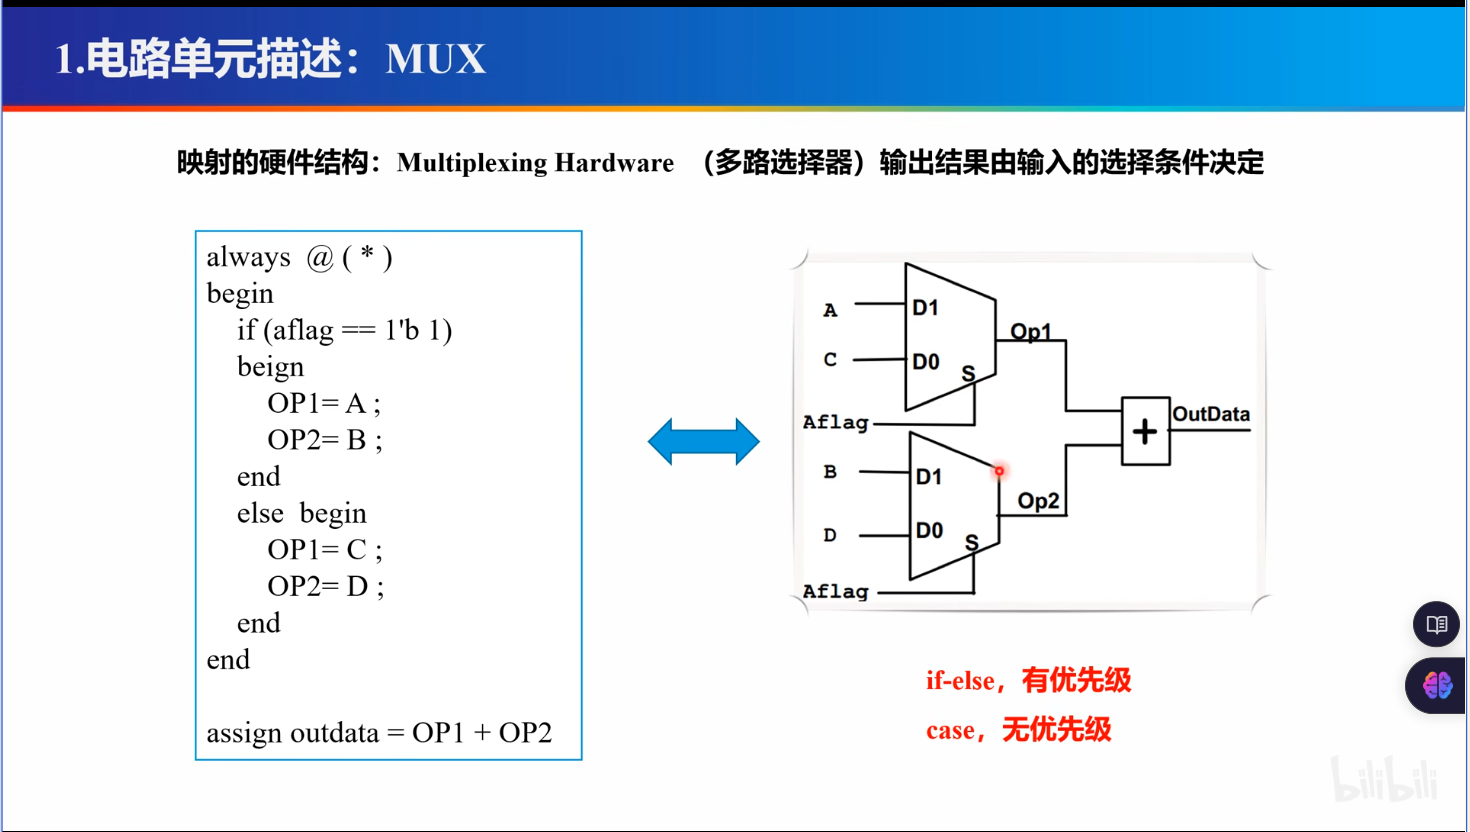 1.电路单元描述：MUX
映射的硬件结构：Multiplexing Hardware （多路选择器）输出结果由输入的选择条件决定
always @ ( * )
begin
if (aflag == 1'b 1)
beign
OP1= A ;
OP2= B ;
end
else begin
OP1= C ;
OP2= D ;
end
end
assign outdata = OP1 + OP2
A
D1
C
D0
S
Aflag
Op1
B
D1
D
D0
S
Aflag
Op2
+
OutData
if-else，有优先级
case，无优先级
bilibili